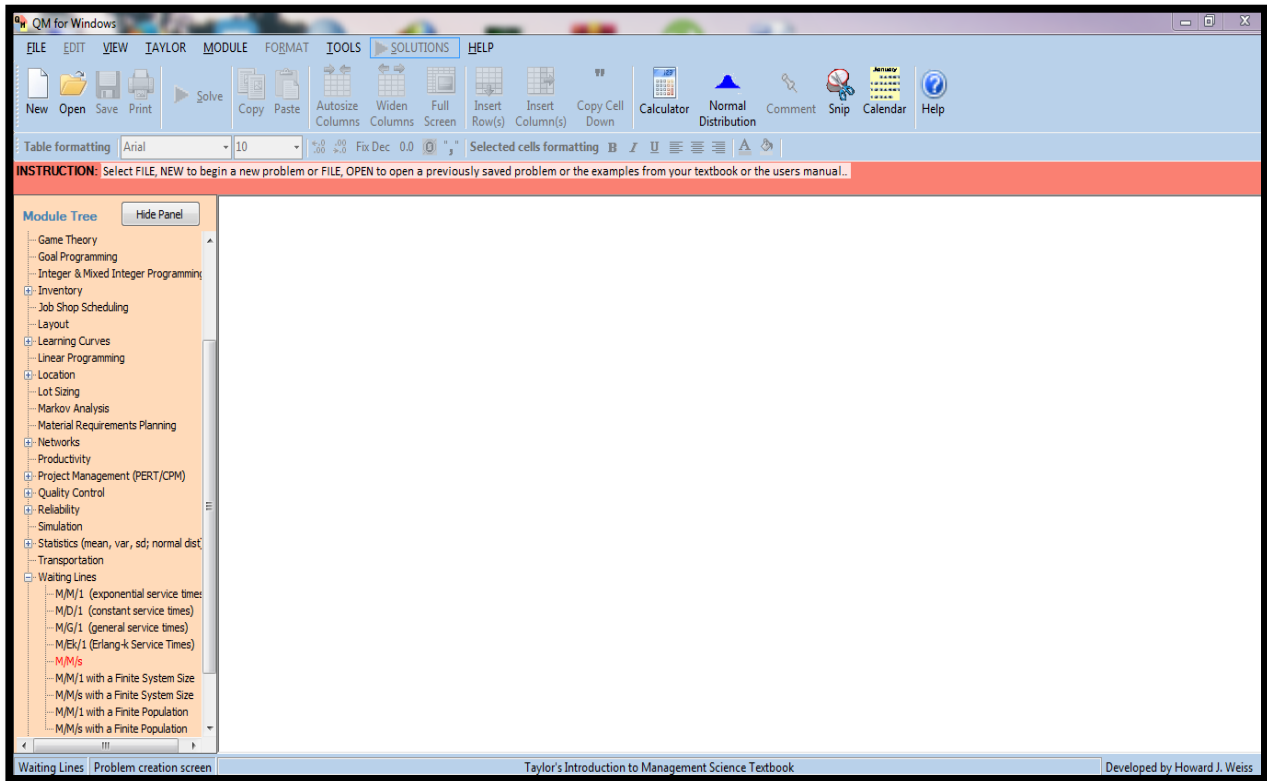 QM for Windows
FILE EDIT VIEW TAYLOR MODULE FORMAT TOOLS SOLUTIONS HELP
New Open Save Print Solve Copy Paste Autosize Columns Widen Columns Full Screen Insert Row(s) Insert Column(s) Copy Cell Down Calculator Normal Distribution Comment Snip January Calendar Help
Table formatting Arial 10 Fix Dec 0.0 Selected cells formatting B I U A
INSTRUCTION: Select FILE, NEW to begin a new problem or FILE, OPEN to open a previously saved problem or the examples from your textbook or the users manual..
Module Tree Hide Panel
Game Theory
Goal Programming
Integer & Mixed Integer Programming
Inventory
Job Shop Scheduling
Layout
Learning Curves
Linear Programming
Location
Lot Sizing
Markov Analysis
Material Requirements Planning
Networks
Productivity
Project Management (PERT/CPM)
Quality Control
Reliability
Simulation
Statistics (mean, var, sd; normal dist)
Transportation
Waiting Lines
M/M/1 (exponential service times
M/D/1 (constant service times)
M/G/1 (general service times)
M/Ek/1 (Erlang-k Service Times)
M/M/s
M/M/1 with a Finite System Size
M/M/s with a Finite System Size
M/M/1 with a Finite Population
M/M/s with a Finite Population
Waiting Lines Problem creation screen Taylor's Introduction to Management Science Textbook Developed by Howard J. Weiss